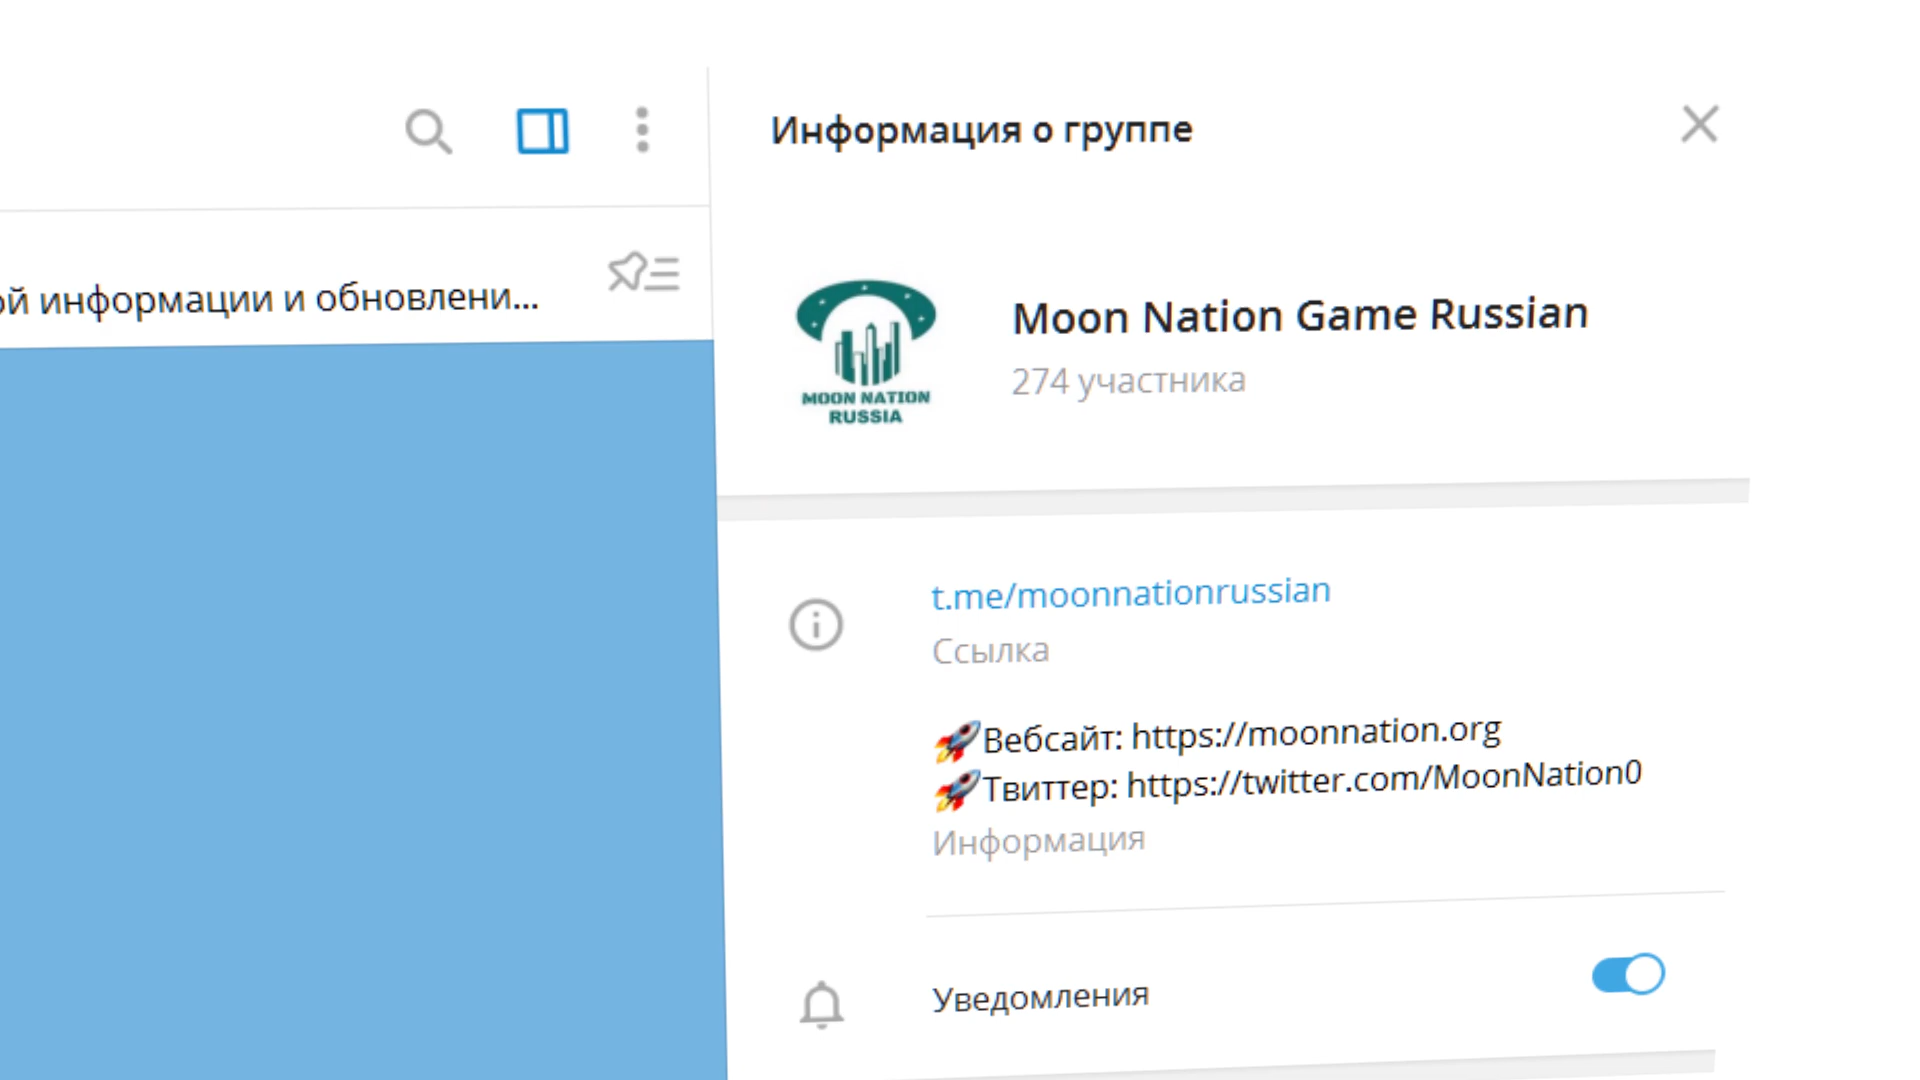 Информация о группе
ой информации и обновлени...
MOON NATION
RUSSIA
Moon Nation Game Russian
274 участника
t.me/moonnationrussian
Ссылка
🚀Вебсайт: https://moonnation.org
🚀Твиттер: https://twitter.com/MoonNation0
Информация
Уведомления